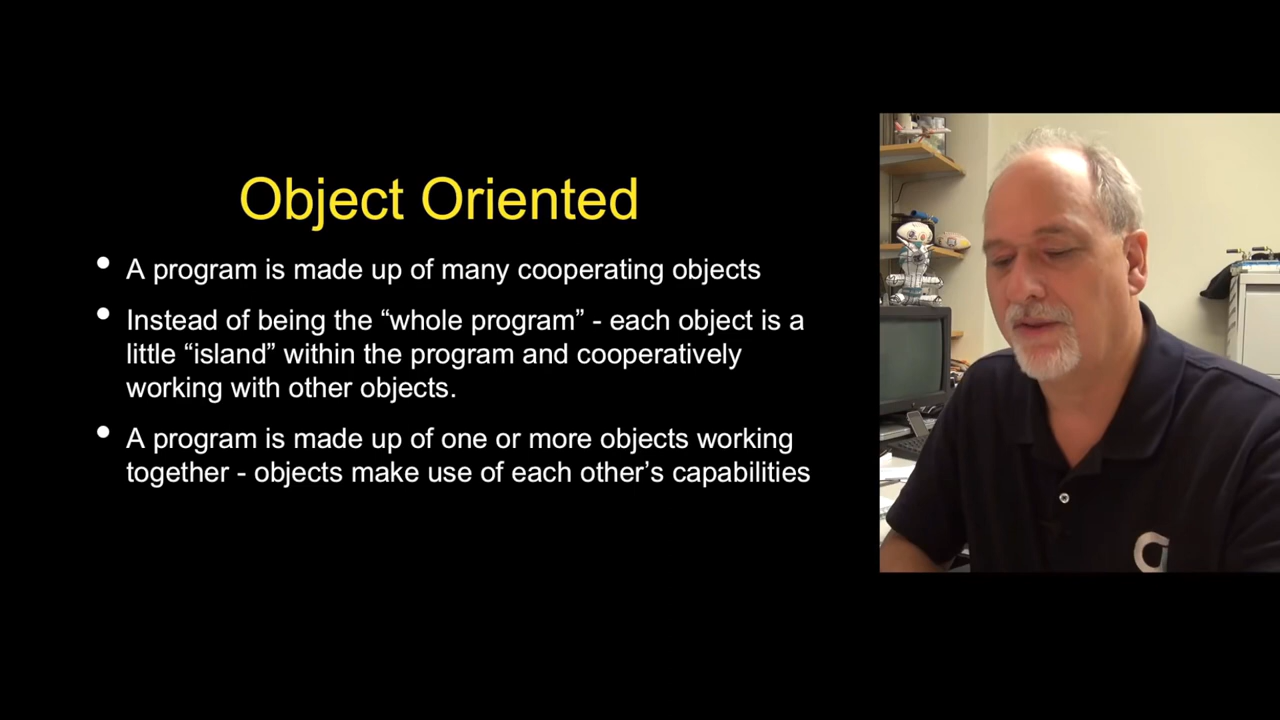 Object Oriented
• A program is made up of many cooperating objects
• Instead of being the “whole program” - each object is a
little “island” within the program and cooperatively
working with other objects.
• A program is made up of one or more objects working
together - objects make use of each other’s capabilities